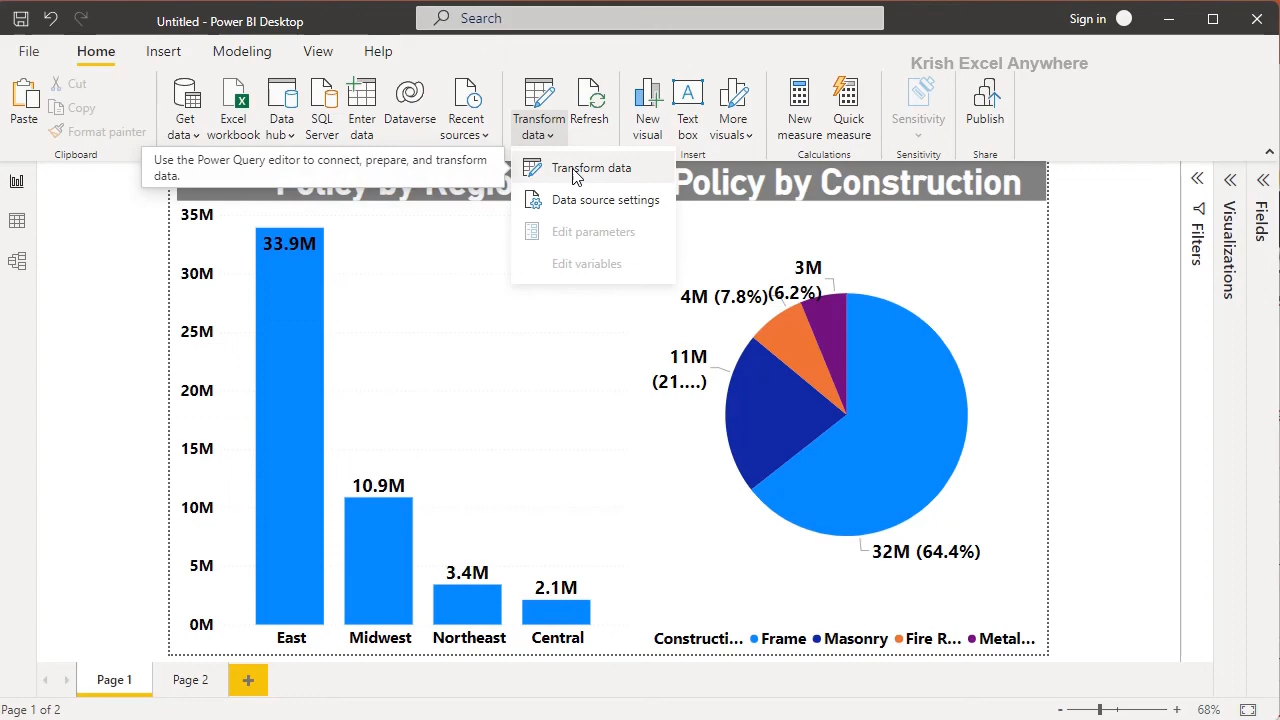 Untitled - Power BI Desktop
Search
Sign in
File
Home
Insert
Modeling
View
Help
Krish Excel Anywhere
Paste
Cut
Copy
Format painter
Clipboard
Get data
Excel workbook
Data hub
SQL Server
Enter data
Dataverse
Recent sources
Transform data
Refresh
New visual
Text box
More visuals
Insert
New measure
Quick measure
Calculations
Sensitivity
Sensitivity
Publish
Share
Use the Power Query editor to connect, prepare, and transform
data.
Transform data
Data source settings
Edit parameters
Edit variables
Policy by Regio
Policy by Construction
35M
30M
25M
20M
15M
10M
5M
0M
33.9M
10.9M
3.4M
2.1M
East
Midwest
Northeast
Central
3M
(6.2%)
4M (7.8%)
11M
(21....)
32M (64.4%)
Constructi... Frame Masonry Fire R... Metal...
Filters
Visualizations
Fields
Page 1
Page 2
+
Page 1 of 2
- + 68%